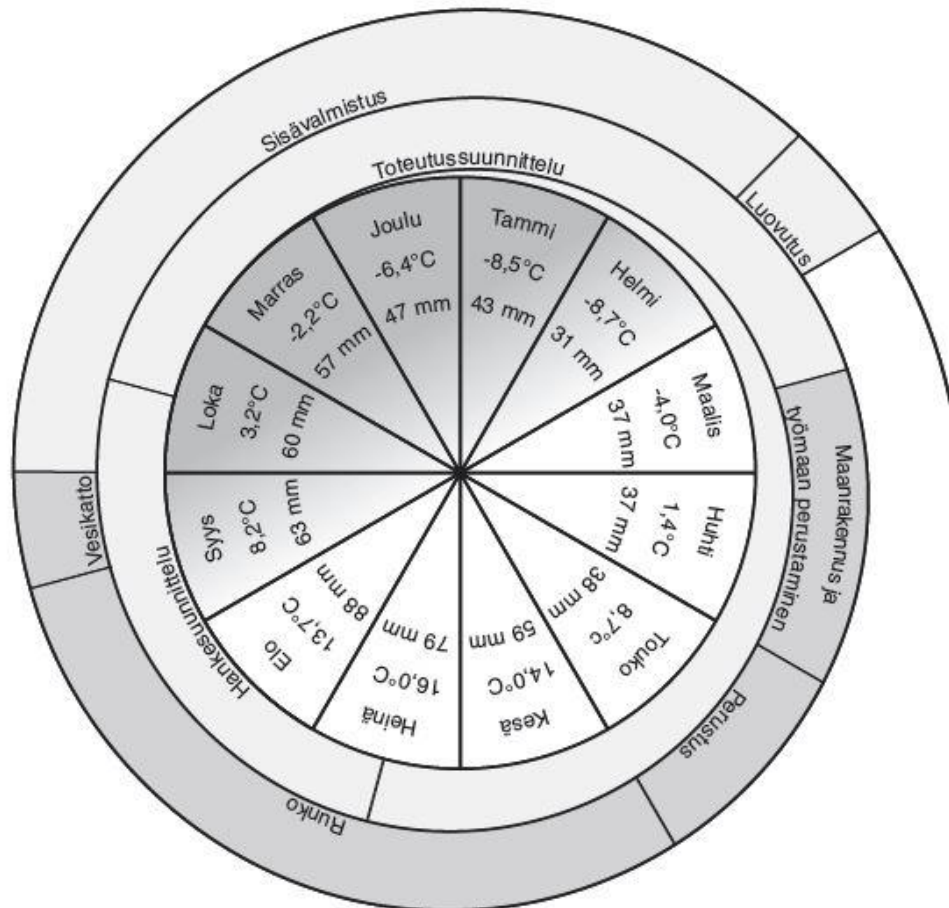 Sisävalmistus
Toteutussuunnittelu
Luovutus
Maanrakennus ja
työmaan perustaminen
Perustus
Runko
Vesikatto
Hankesuunnittelu
Tammi
-8,5°C
43 mm
Helmi
-8,7°C
31 mm
Maalis
-4,0°C
37 mm
Huhti
1,4°C
37 mm
Touko
8,7°c
38 mm
Kesä
14,0°C
59 mm
Heinä
16,0°C
79 mm
Elo
13,7°C
88 mm
Syys
8,2°C
63 mm
Loka
3,2°C
60 mm
Marras
-2,2°C
57 mm
Joulu
-6,4°C
47 mm